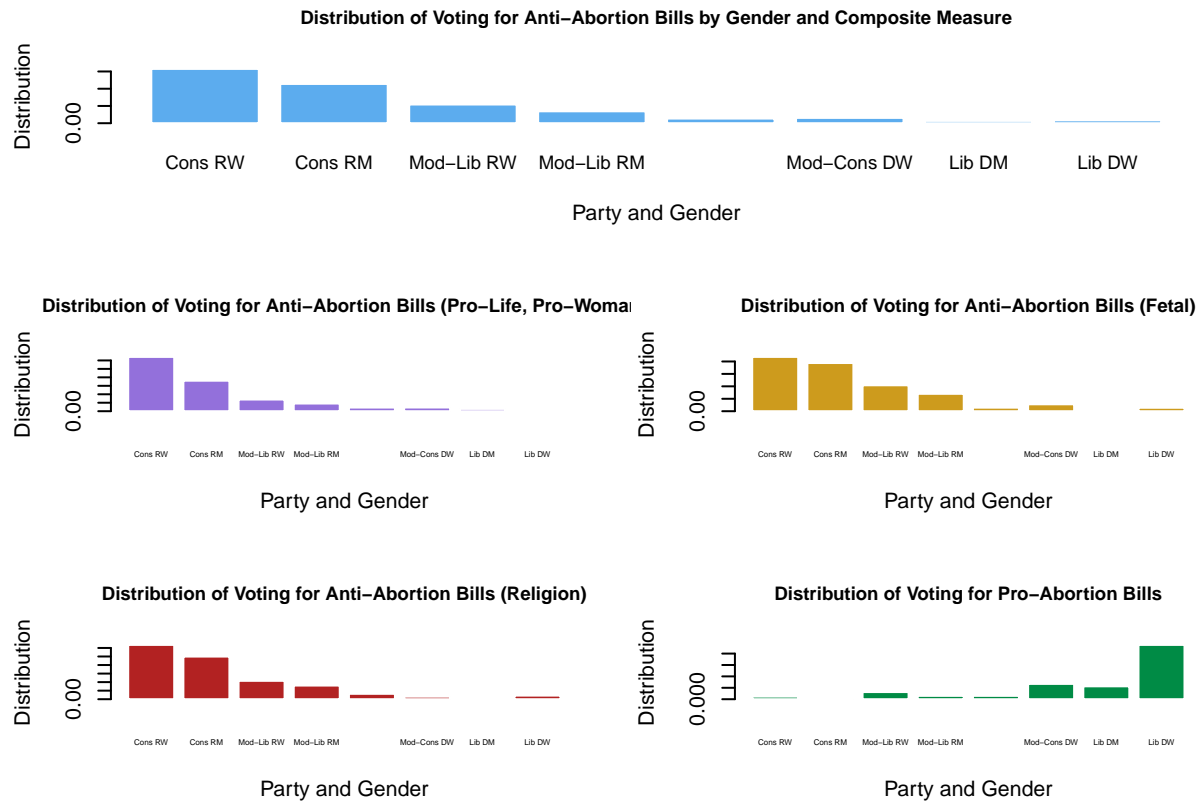 Distribution of Voting for Anti−Abortion Bills by Gender and Composite Measure
Distribution
0.00
Cons RW Cons RM Mod−Lib RW Mod−Lib RM Mod−Cons DW Lib DM Lib DW
Party and Gender
Distribution of Voting for Anti−Abortion Bills (Pro−Life, Pro−Woman
Distribution
0.00
Cons RW Cons RM Mod−Lib RW Mod−Lib RM Mod−Cons DW Lib DM Lib DW
Party and Gender
Distribution of Voting for Anti−Abortion Bills (Fetal)
Distribution
0.00
Cons RW Cons RM Mod−Lib RW Mod−Lib RM Mod−Cons DW Lib DM Lib DW
Party and Gender
Distribution of Voting for Anti−Abortion Bills (Religion)
Distribution
0.00
Cons RW Cons RM Mod−Lib RW Mod−Lib RM Mod−Cons DW Lib DM Lib DW
Party and Gender
Distribution of Voting for Pro−Abortion Bills
Distribution
0.000
Cons RW Cons RM Mod−Lib RW Mod−Lib RM Mod−Cons DW Lib DM Lib DW
Party and Gender